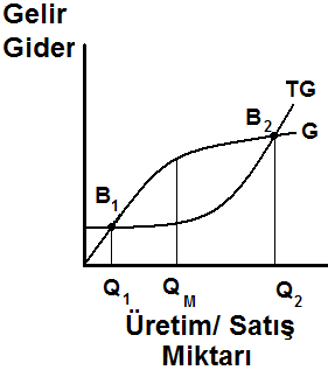 Gelir
Gider
TG
B2
G
B1
Q1 QM Q2
Üretim/ Satış
Miktarı